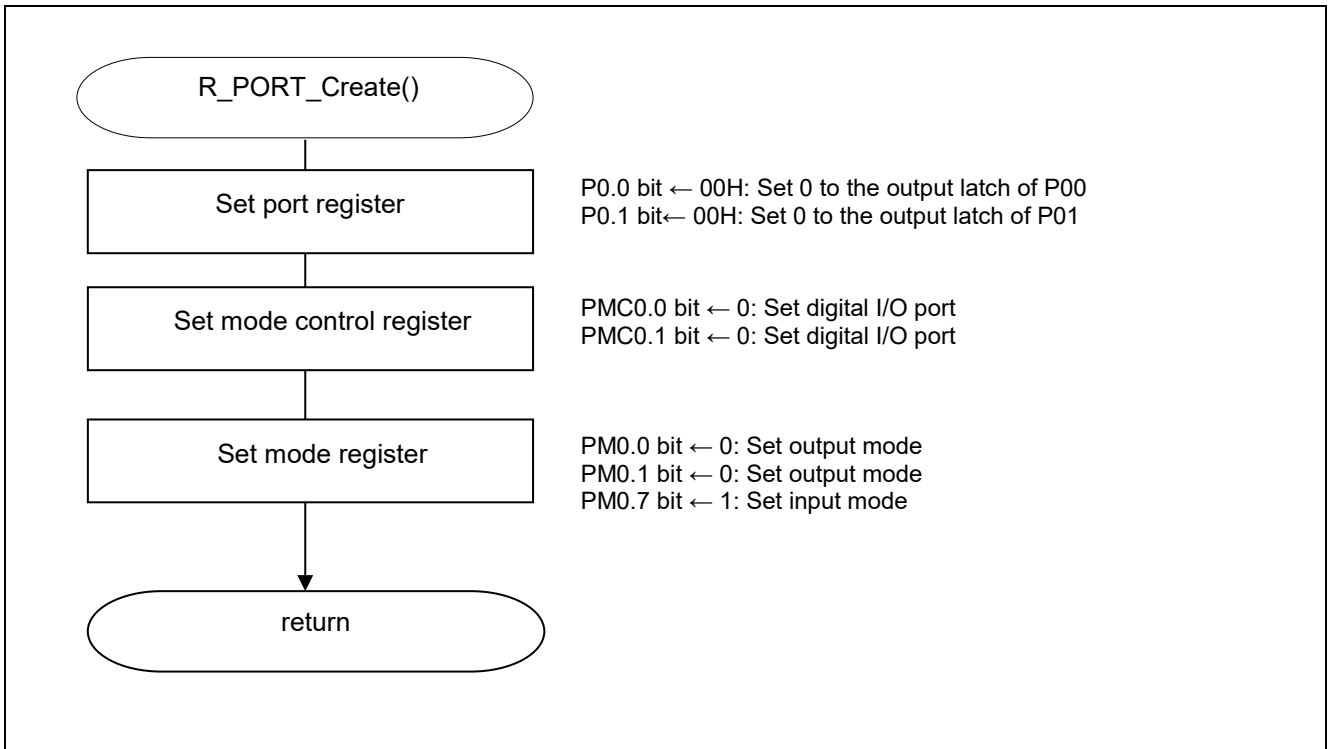 R_PORT_Create()
Set port register
P0.0 bit ← 00H: Set 0 to the output latch of P00
P0.1 bit← 00H: Set 0 to the output latch of P01
Set mode control register
PMC0.0 bit ← 0: Set digital I/O port
PMC0.1 bit ← 0: Set digital I/O port
Set mode register
PM0.0 bit ← 0: Set output mode
PM0.1 bit ← 0: Set output mode
PM0.7 bit ← 1: Set input mode
return